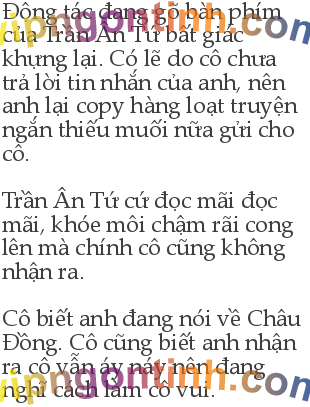 Động tác đang gõ bàn phím
của Trần Ân Tứ bất giác
khựng lại. Có lẽ do cô chưa
trả lời tin nhắn của anh, nên
anh lại copy hàng loạt truyện
ngắn thiếu muối nữa gửi cho
cô.
Trần Ân Tứ cứ đọc mãi đọc
mãi, khóe môi chậm rãi cong
lên mà chính cô cũng không
nhận ra.
Cô biết anh đang nói về Châu
Đồng. Cô cũng biết anh nhận
ra cô vẫn áy náy nên đang
nghĩ cách làm cô vui.
vipngontinh.com
vipngontinh.com